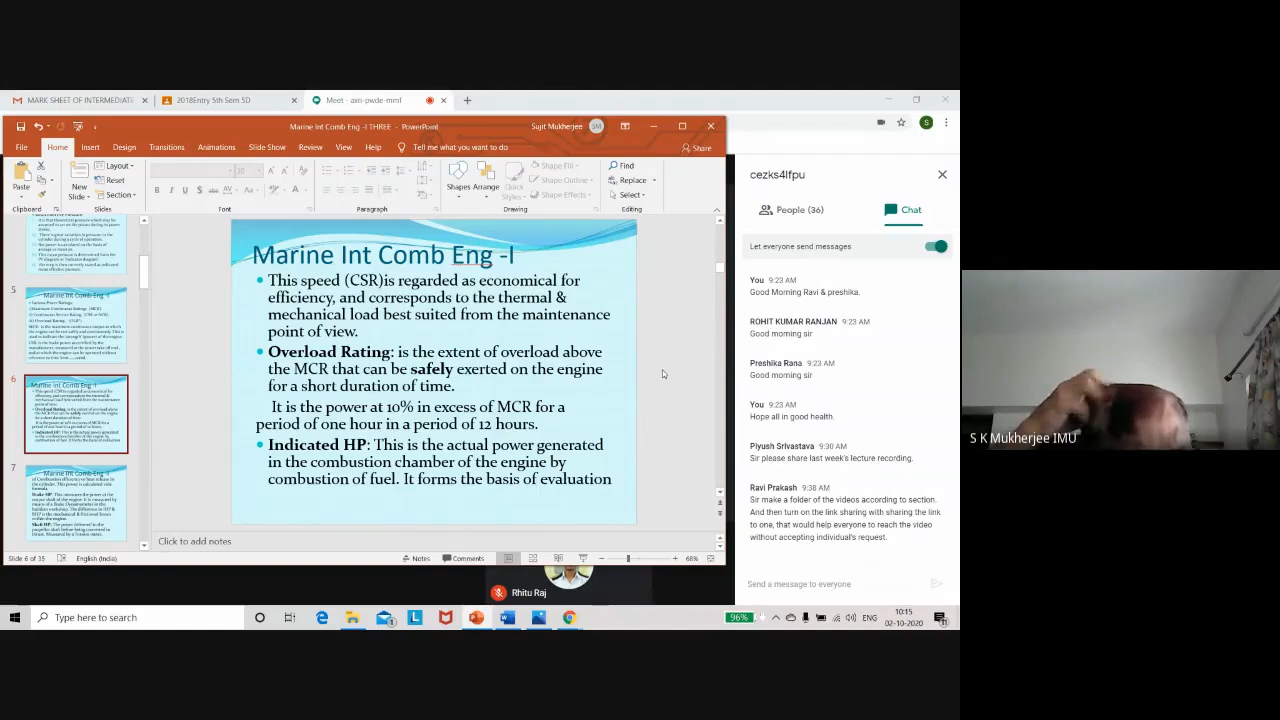 MARK SHEET OF INTERMEDIATE
2018Entry 5th Sem SD
Meet - axn-pwde-mmf
Marine Int Comb Eng -I THREE - PowerPoint
Sujit Mukherjee
SM
File Home Insert Design Transitions Animations Slide Show Review View Help Tell me what you want to do
Share
Paste
New
Slide
Layout
Reset
Section
Shapes
Arrange
Quick
Styles
Shape Fill
Shape Outline
Shape Effects
Find
Replace
Select
Clipboard
Slides
Font
Paragraph
Drawing
Editing
5
6
7
Marine Int Comb Eng -I
This speed (CSR)is regarded as economical for
efficiency, and corresponds to the thermal &
mechanical load best suited from the maintenance
point of view.
Overload Rating: is the extent of overload above
the MCR that can be safely exerted on the engine
for a short duration of time.
It is the power at 10% in excess of MCR for a
period of one hour in a period of 12 hours.
Indicated HP: This is the actual power generated
in the combustion chamber of the engine by
combustion of fuel. It forms the basis of evaluation
Click to add notes
Slide 6 of 35
English (India)
Notes
Comments
68%
Rhitu Raj
cezks4lfpu
People (36)
Chat
Let everyone send messages
You 9:23 AM
Good Morning Ravi & preshika.
ROHIT KUMAR RANJAN 9:23 AM
Good morning sir
Preshika Rana 9:23 AM
Good morning sir
You 9:23 AM
Hope all in good health.
Piyush Srivastava 9:30 AM
Sir please share last week's lecture recording.
Ravi Prakash 9:38 AM
Sir make a folder of the videos according to section.
And then turn on the link sharing with sharing the link
to one, that would help everyone to reach the video
without accepting individual's request.
Send a message to everyone
S K Mukherjee IMU
Type here to search
96%
ENG
10:15
02-10-2020